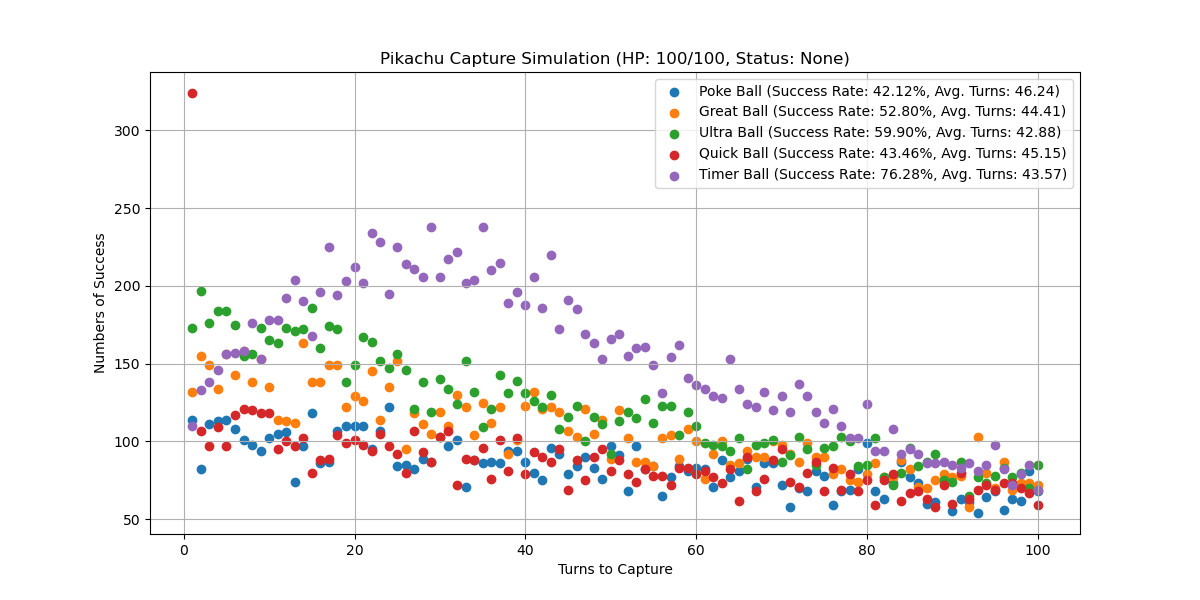 Pikachu Capture Simulation (HP: 100/100, Status: None)
Poke Ball (Success Rate: 42.12%, Avg. Turns: 46.24)
Great Ball (Success Rate: 52.80%, Avg. Turns: 44.41)
Ultra Ball (Success Rate: 59.90%, Avg. Turns: 42.88)
Quick Ball (Success Rate: 43.46%, Avg. Turns: 45.15)
Timer Ball (Success Rate: 76.28%, Avg. Turns: 43.57)
Numbers of Success
300
250
200
150
100
50
0 20 40 60 80 100
Turns to Capture